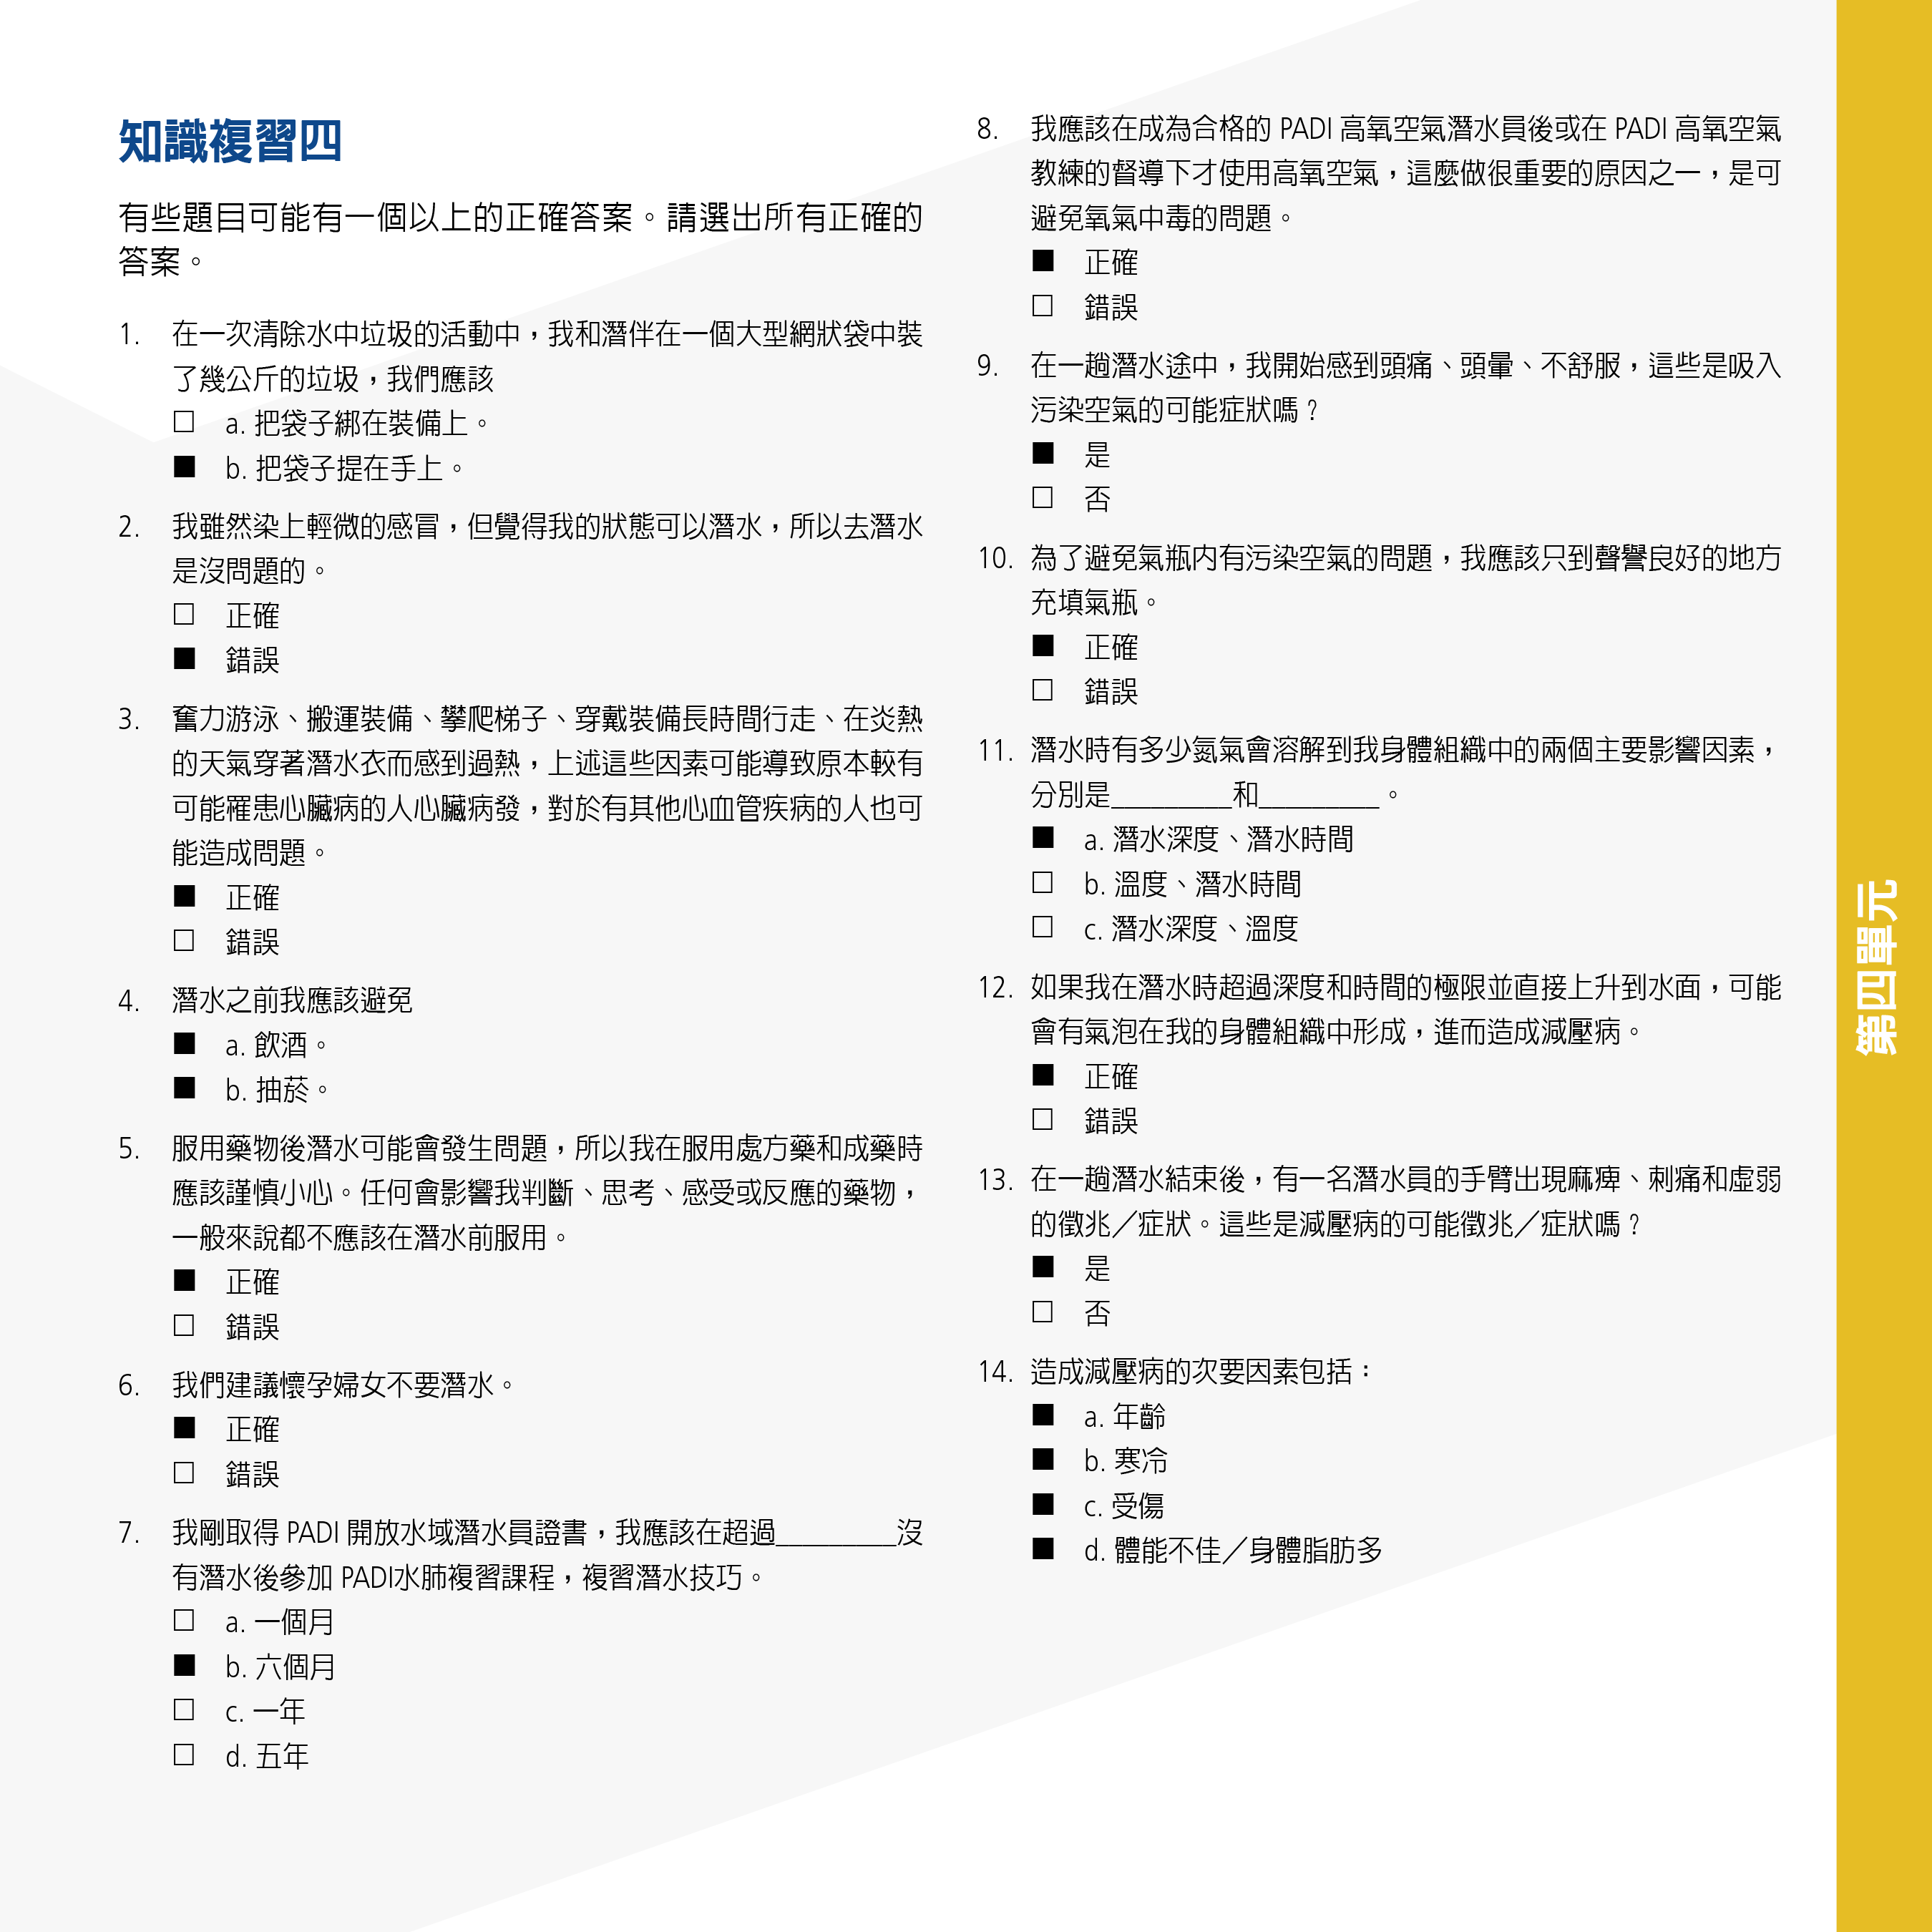 知識複習四
有些題目可能有一個以上的正確答案。請選出所有正確的
答案。
1. 在一次清除水中垃圾的活動中，我和潛伴在一個大型網狀袋中裝
了幾公斤的垃圾，我們應該
□ a. 把袋子綁在裝備上。
■ b. 把袋子提在手上。
2. 我雖然染上輕微的感冒，但覺得我的狀態可以潛水，所以去潛水
是沒問題的。
□ 正確
■ 錯誤
3. 奮力游泳、搬運裝備、攀爬梯子、穿戴裝備長時間行走、在炎熱
的天氣穿著潛水衣而感到過熱，上述這些因素可能導致原本較有
可能罹患心臟病的人心臟病發，對於有其他心血管疾病的人也可
能造成問題。
■ 正確
□ 錯誤
4. 潛水之前我應該避免
■ a. 飲酒。
■ b. 抽菸。
5. 服用藥物後潛水可能會發生問題，所以我在服用處方藥和成藥時
應該謹慎小心。任何會影響我判斷、思考、感受或反應的藥物，
一般來說都不應該在潛水前服用。
■ 正確
□ 錯誤
6. 我們建議懷孕婦女不要潛水。
■ 正確
□ 錯誤
7. 我剛取得 PADI 開放水域潛水員證書，我應該在超過_________沒
有潛水後參加 PADI水肺複習課程，複習潛水技巧。
□ a. 一個月
■ b. 六個月
□ c. 一年
□ d. 五年
8. 我應該在成為合格的 PADI 高氧空氣潛水員後或在 PADI 高氧空氣
教練的督導下才使用高氧空氣，這麼做很重要的原因之一，是可
避免氧氣中毒的問題。
■ 正確
□ 錯誤
9. 在一趟潛水途中，我開始感到頭痛、頭暈、不舒服，這些是吸入
污染空氣的可能症狀嗎？
■ 是
□ 否
10. 為了避免氣瓶內有污染空氣的問題，我應該只到聲譽良好的地方
充填氣瓶。
■ 正確
□ 錯誤
11. 潛水時有多少氮氣會溶解到我身體組織中的兩個主要影響因素，
分別是_________和_________。
■ a. 潛水深度、潛水時間
□ b. 溫度、潛水時間
□ c. 潛水深度、溫度
12. 如果我在潛水時超過深度和時間的極限並直接上升到水面，可能
會有氣泡在我的身體組織中形成，進而造成減壓病。
■ 正確
□ 錯誤
13. 在一趟潛水結束後，有一名潛水員的手臂出現麻痺、刺痛和虛弱
的徵兆／症狀。這些是減壓病的可能徵兆／症狀嗎？
■ 是
□ 否
14. 造成減壓病的次要因素包括：
■ a. 年齡
■ b. 寒冷
■ c. 受傷
■ d. 體能不佳／身體脂肪多
第四單元